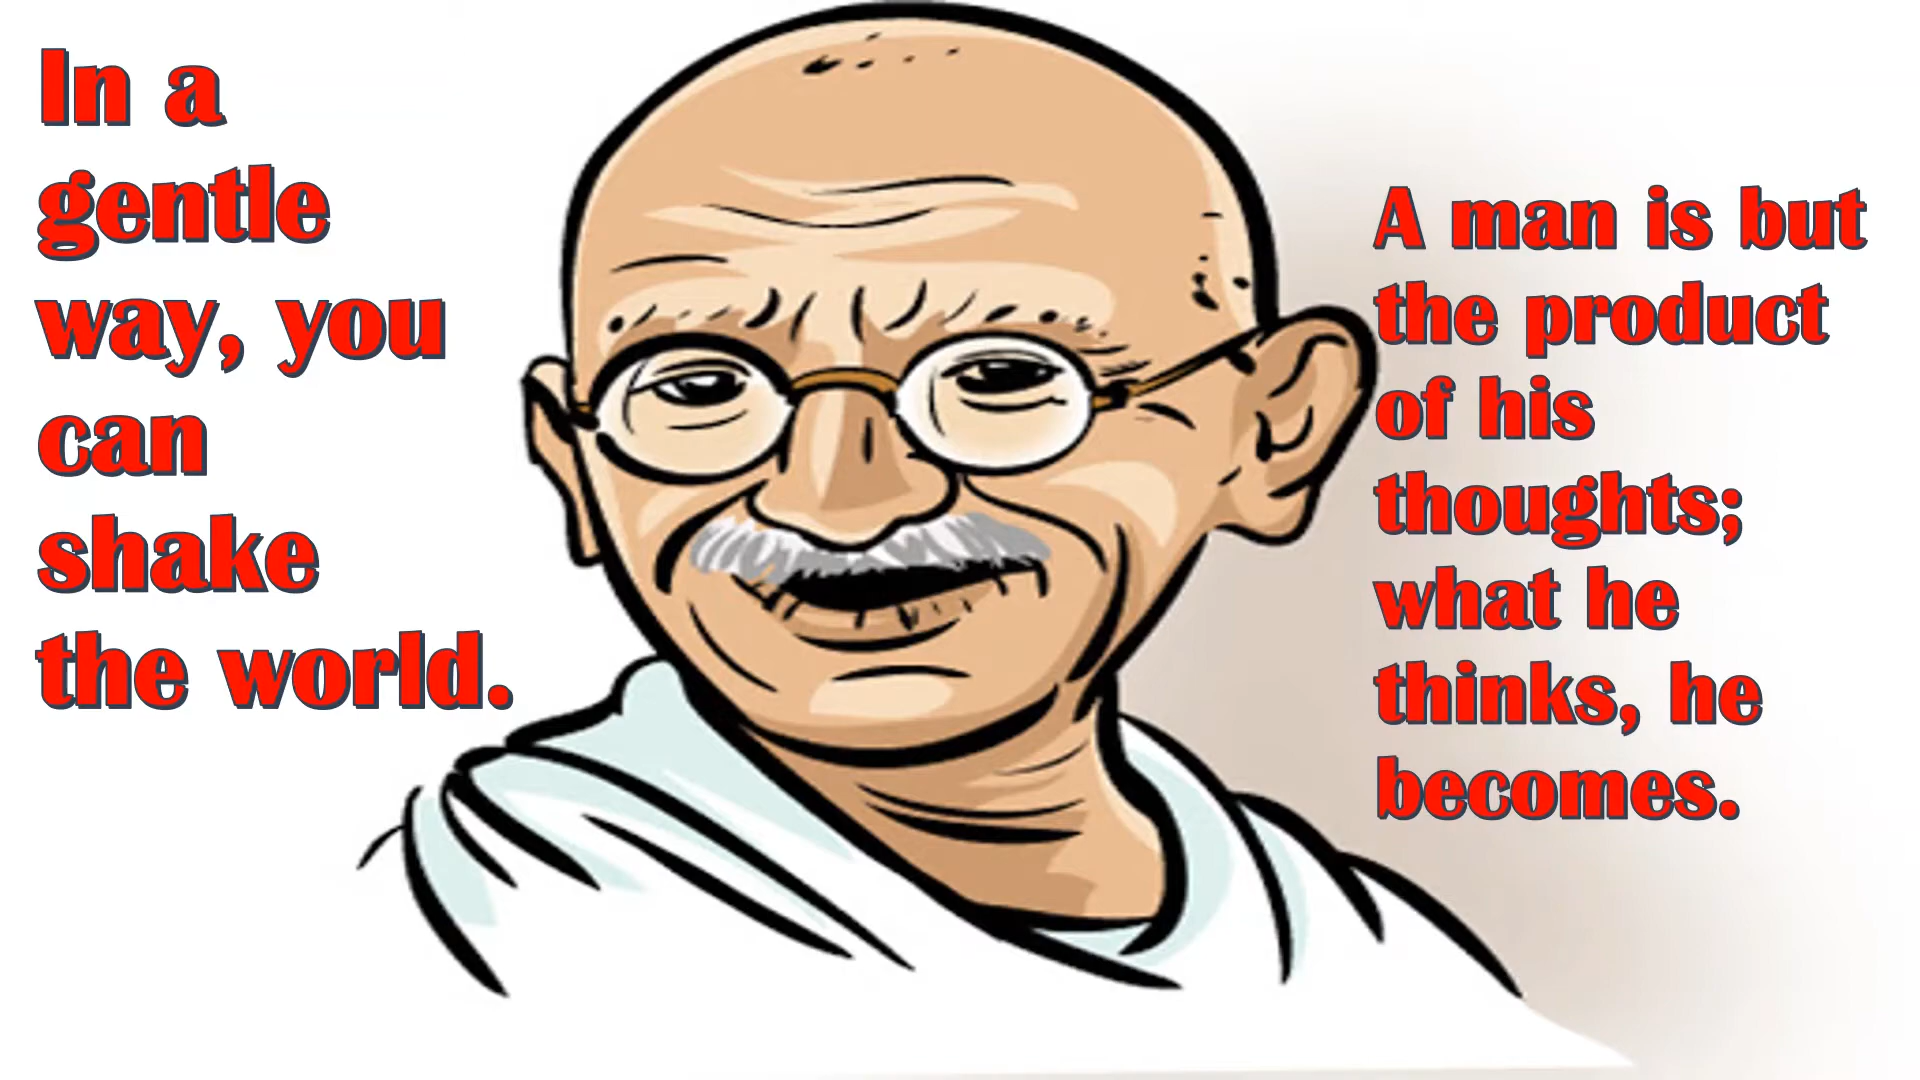 In a
gentle
way, you
can
shake
the world.
A man is but
the product
of his
thoughts;
what he
thinks, he
becomes.